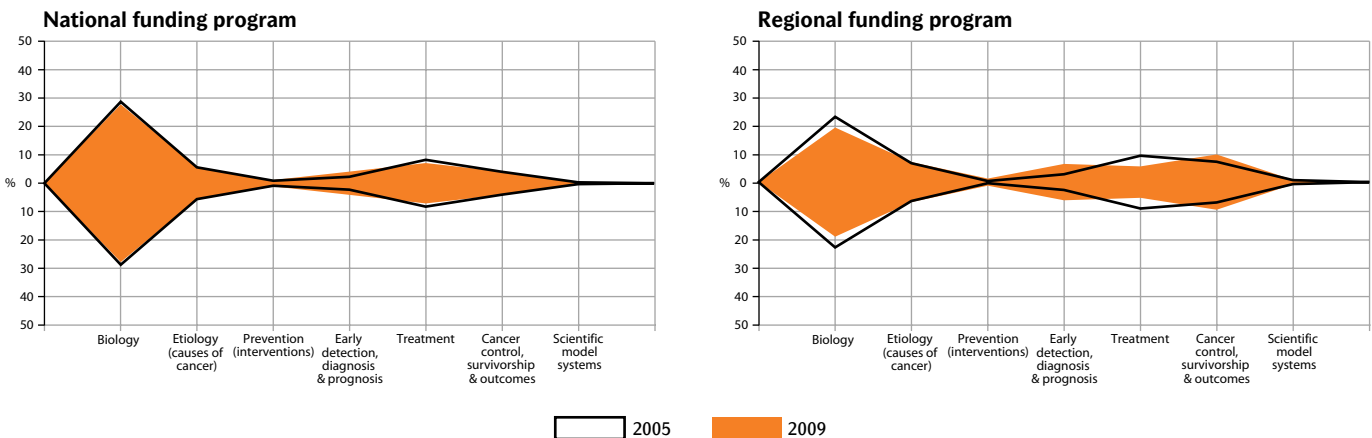 National funding program
50
40
30
20
10
% 0
10
20
30
40
50
Biology
Etiology
(causes of
cancer)
Prevention
(interventions)
Early
detection,
diagnosis
& prognosis
Treatment
Cancer
control,
survivorship
& outcomes
Scientific
model
systems
Regional funding program
50
40
30
20
10
% 0
10
20
30
40
50
Biology
Etiology
(causes of
cancer)
Prevention
(interventions)
Early
detection,
diagnosis
& prognosis
Treatment
Cancer
control,
survivorship
& outcomes
Scientific
model
systems
2005
2009